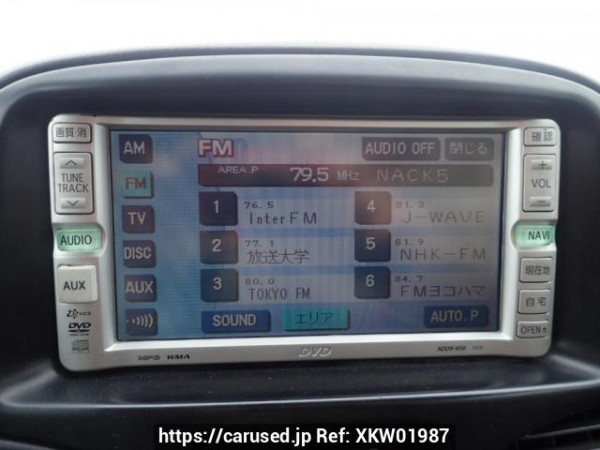 画質·消
TUNE
TRACK
AUDIO
AUX
DVD
AM
FM
TV
DISC
AUX
FM
AUDIO OFF
閉じる
AREA.P 79.5 MHz NACK5
1 76.5 InterFM
4 81.3 J-WAVE
2 77.1 放送大学
5 81.9 NHK-FM
3 80.0 TOKYO FM
6 84.7 FMヨコハマ
SOUND
エリア
AUTO.P
確認
+
VOL
−
NAVI
現在地
自宅
OPEN
MP3 WMA
DVD
https://carused.jp Ref: XKW01987